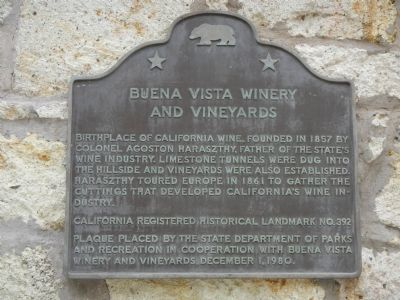 BUENA VISTA WINERY
AND VINEYARDS
BIRTHPLACE OF CALIFORNIA WINE, FOUNDED IN 1857 BY
COLONEL AGOSTON HARASZTHY, FATHER OF THE STATE'S
WINE INDUSTRY. LIMESTONE TUNNELS WERE DUG INTO
THE HILLSIDE AND VINEYARDS WERE ALSO ESTABLISHED.
HARASZTHY TOURED EUROPE IN 1861 TO GATHER THE
CUTTINGS THAT DEVELOPED CALIFORNIA'S WINE IN-
DUSTRY.
CALIFORNIA REGISTERED HISTORICAL LANDMARK NO.392
PLAQUE PLACED BY THE STATE DEPARTMENT OF PARKS
AND RECREATION IN COOPERATION WITH BUENA VISTA
WINERY AND VINEYARDS DECEMBER 1, 1980.